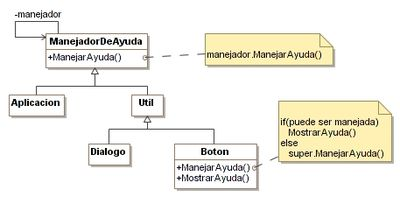 -manejador
ManejadorDeAyuda
+ManejarAyuda()
manejador.ManejarAyuda()
Aplicacion
Util
Dialogo
Boton
+ManejarAyuda()
+MostrarAyuda()
if(puede ser manejada)
MostrarAyuda()
else
super.ManejarAyuda()